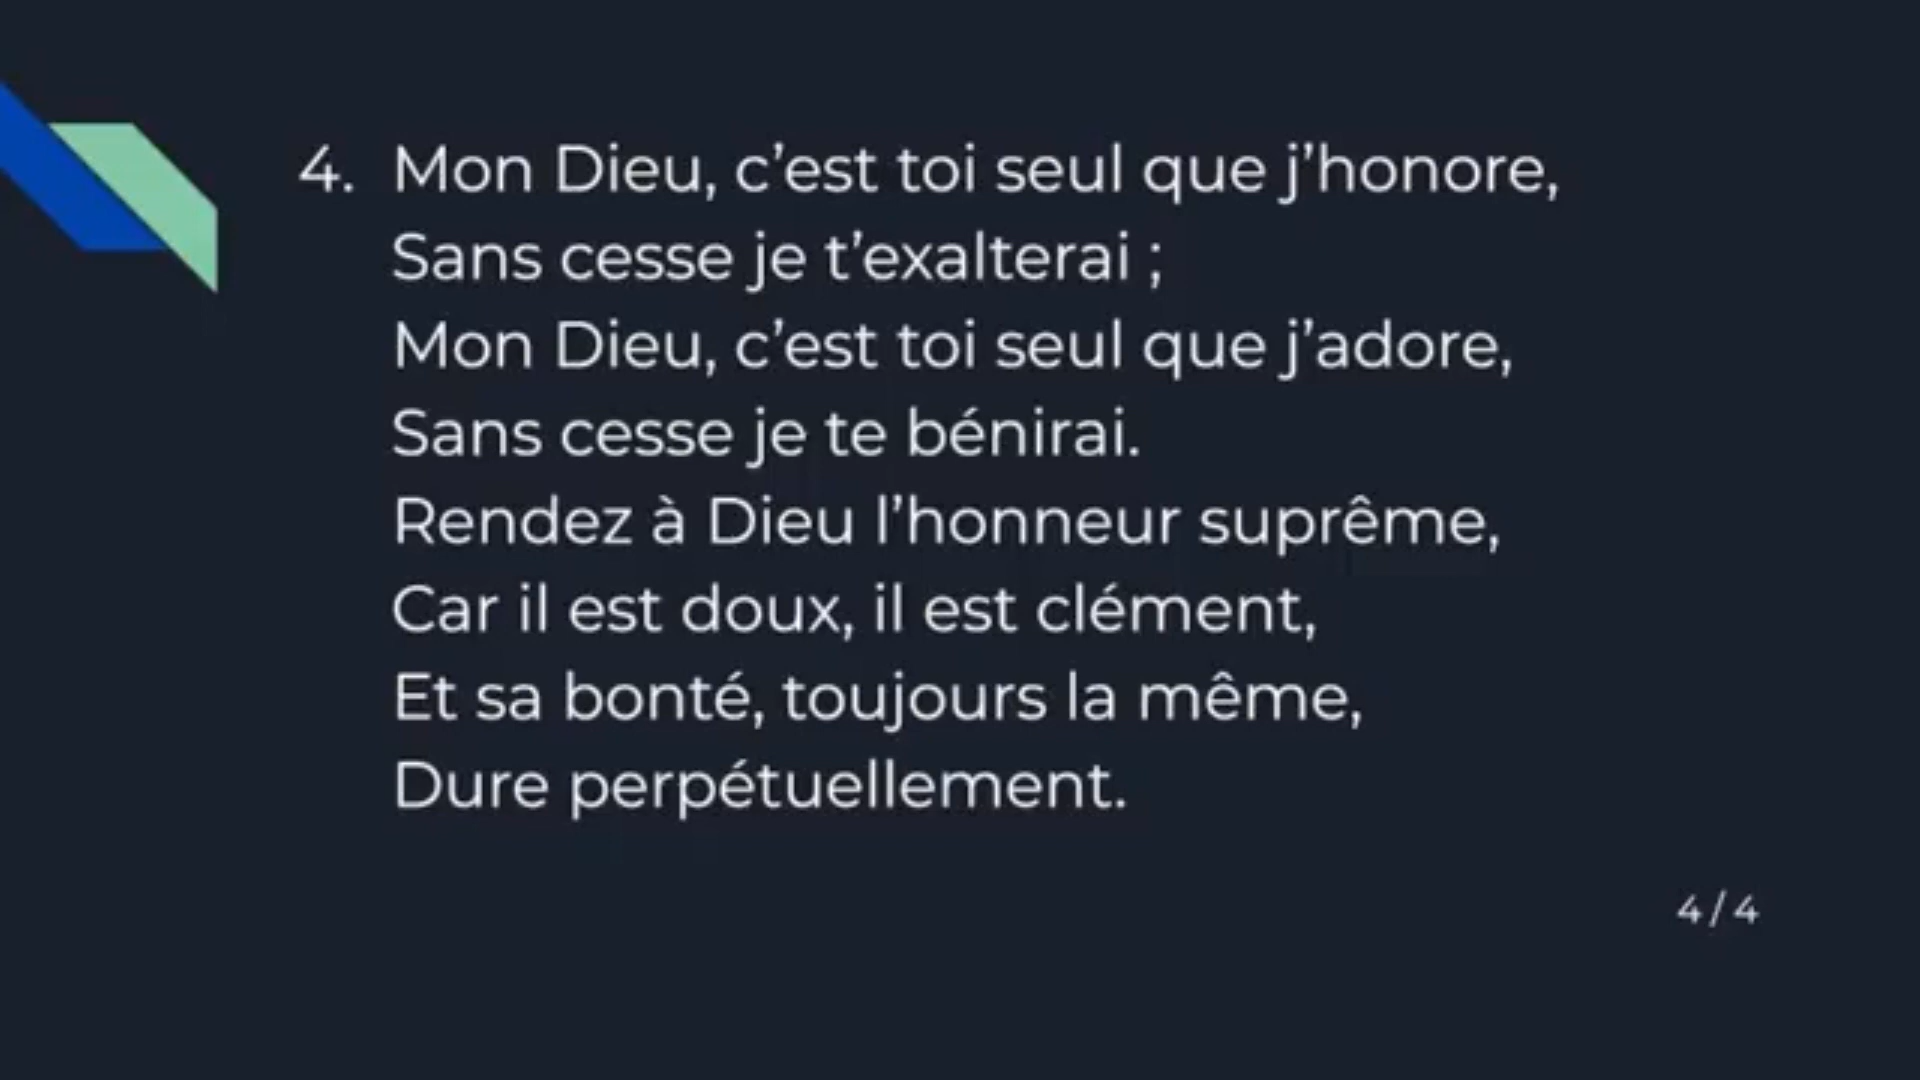 4. Mon Dieu, c’est toi seul que j’honore,
Sans cesse je t’exalterai ;
Mon Dieu, c’est toi seul que j’adore,
Sans cesse je te bénirai.
Rendez à Dieu l’honneur suprême,
Car il est doux, il est clément,
Et sa bonté, toujours la même,
Dure perpétuellement.
4 / 4